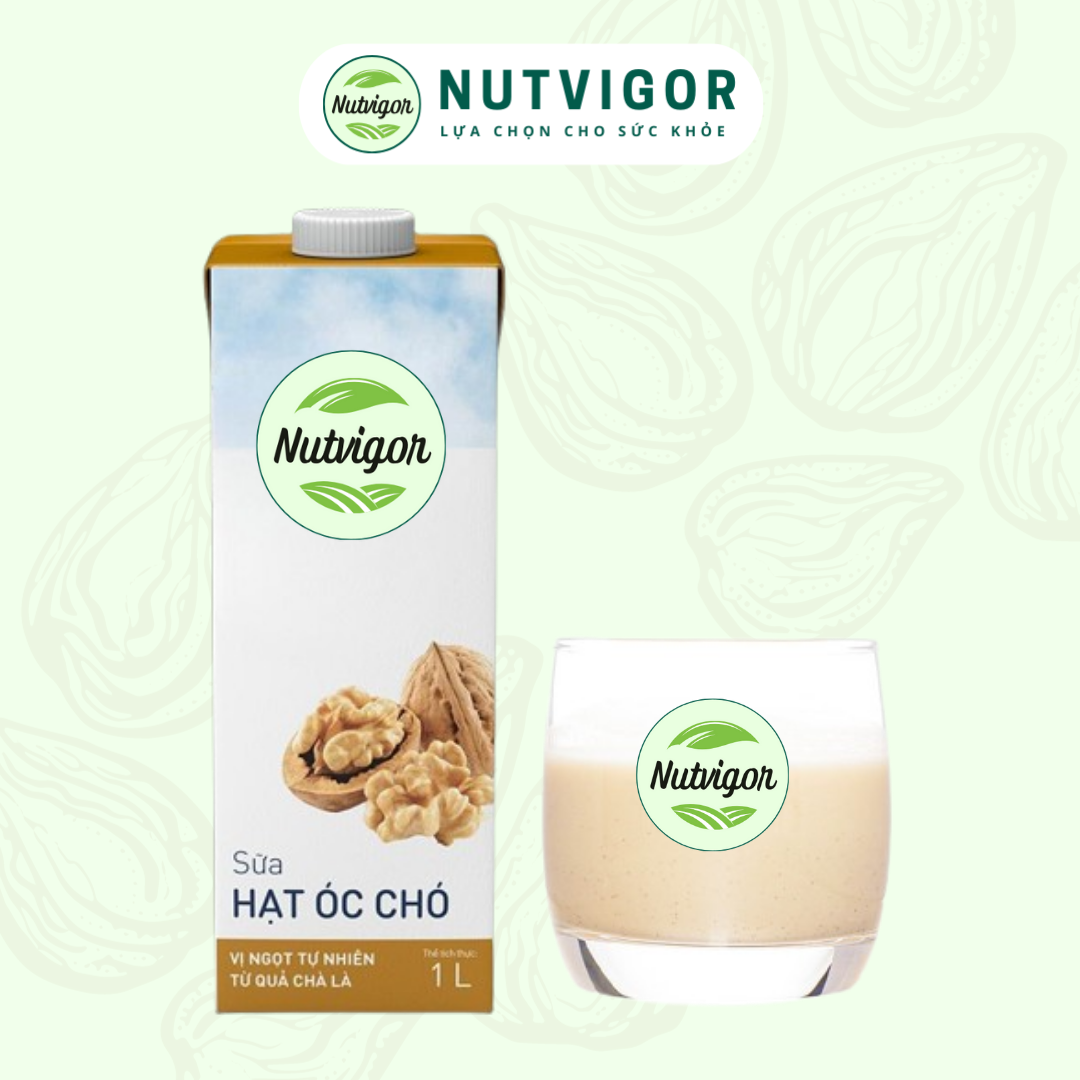 Nutvigor
NUTVIGOR
LỰA CHỌN CHO SỨC KHỎE
Nutvigor
Nutvigor
Sữa
HẠT ÓC CHÓ
VỊ NGỌT TỰ NHIÊN
TỪ QUẢ CHÀ LÀ
Thể tích thực:
1 L